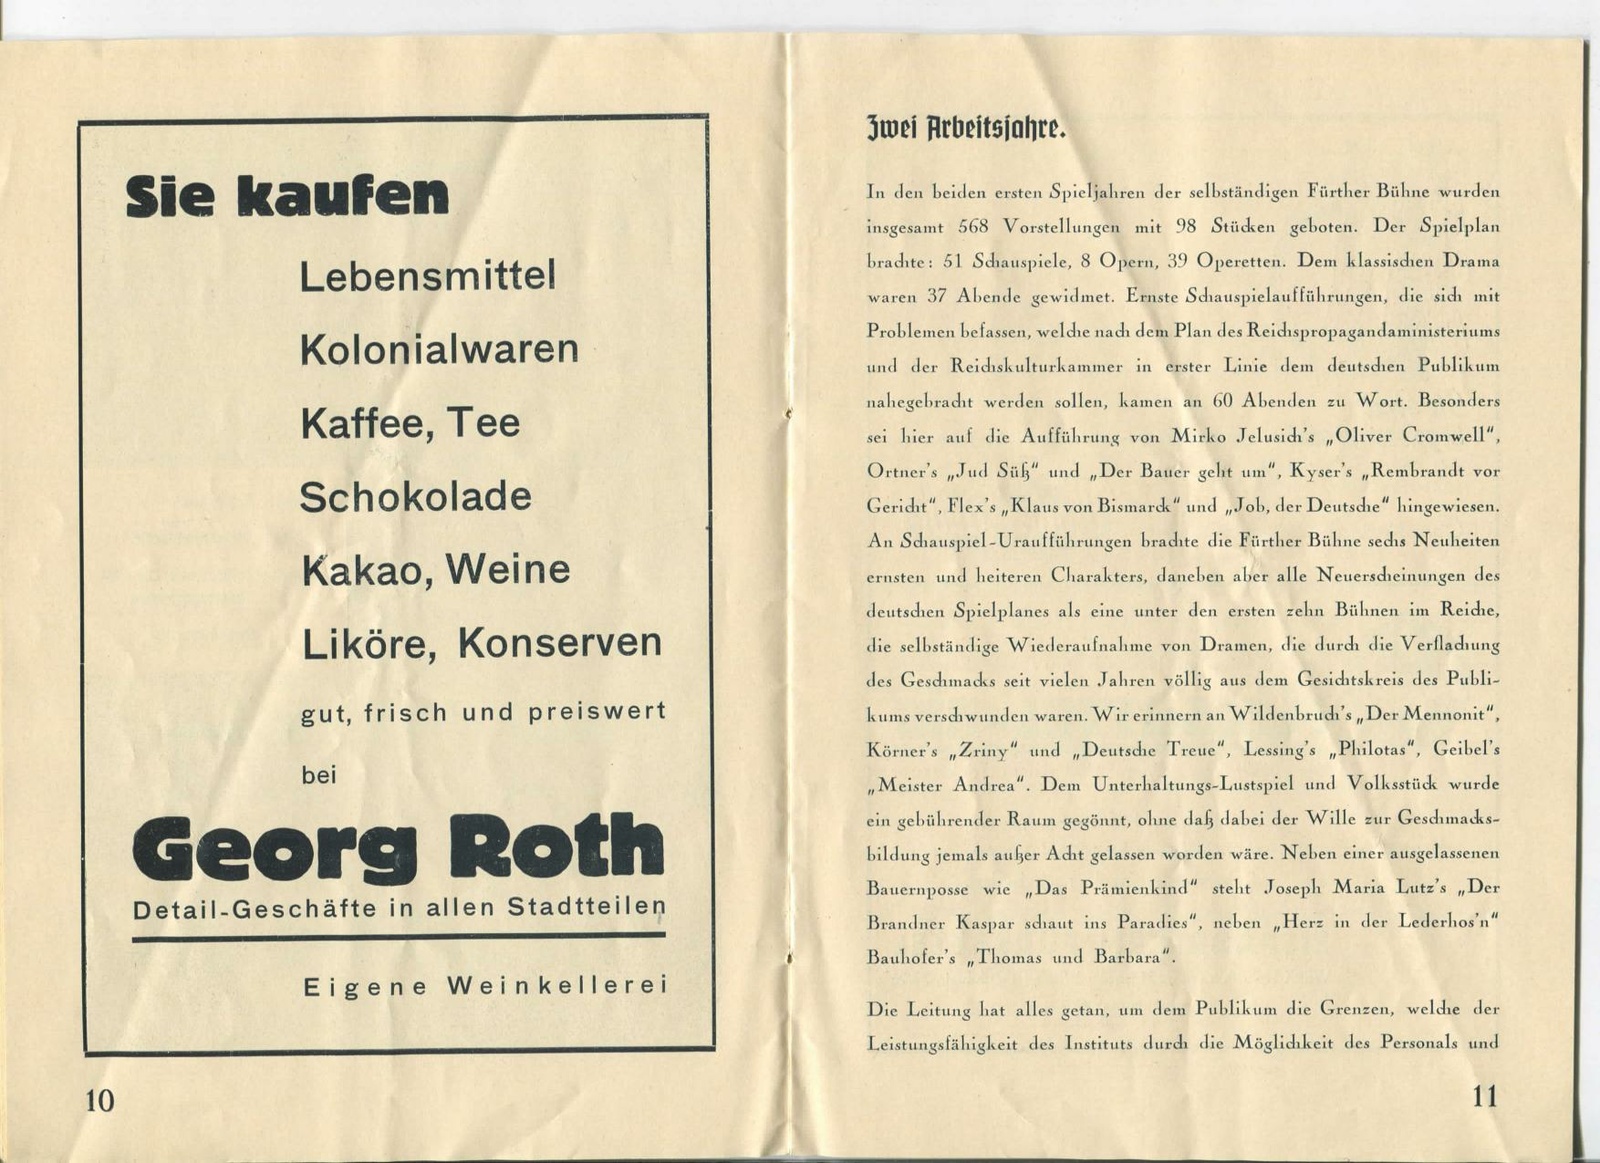 Sie kaufen
Lebensmittel
Kolonialwaren
Kaffee, Tee
Schokolade
Kakao, Weine
Liköre, Konserven
gut, frisch und preiswert
bei
Georg Roth
Detail-Geschäfte in allen Stadtteilen
Eigene Weinkellerei
10
Zwei Arbeitsjahre.
In den beiden ersten Spieljahren der selbständigen Fürther Bühne wurden
insgesamt 568 Vorstellungen mit 98 Stücken geboten. Der Spielplan
brachte: 51 Schauspiele, 8 Opern, 39 Operetten. Dem klassischen Drama
waren 37 Abende gewidmet. Ernste Schauspielaufführungen, die sich mit
Problemen befassen, welche nach dem Plan des Reichspropagandaministeriums
und der Reichskulturkammer in erster Linie dem deutschen Publikum
nahegebracht werden sollen, kamen an 60 Abenden zu Wort. Besonders
sei hier auf die Aufführung von Mirko Jelusich's „Oliver Cromwell",
Ortner's „Jud Süß" und „Der Bauer geht um", Kyser's „Rembrandt vor
Gericht", Flex's „Klaus von Bismarck" und „Job, der Deutsche" hingewiesen.
An Schauspiel-Uraufführungen brachte die Fürther Bühne sechs Neuheiten
ernsten und heiteren Charakters, daneben aber alle Neuerscheinungen des
deutschen Spielplanes als eine unter den ersten zehn Bühnen im Reiche,
die selbständige Wiederaufnahme von Dramen, die durch die Verflachung
des Geschmacks seit vielen Jahren völlig aus dem Gesichtskreis des Publi-
kums verschwunden waren. Wir erinnern an Wildenbruch's „Der Mennonit",
Körner's „Zriny" und „Deutsche Treue", Lessing's „Philotas", Geibel's
„Meister Andrea". Dem Unterhaltungs-Lustspiel und Volksstück wurde
ein gebührender Raum gegönnt, ohne daß dabei der Wille zur Geschmacks-
bildung jemals außer Acht gelassen worden wäre. Neben einer ausgelassenen
Bauernposse wie „Das Prämienkind" steht Joseph Maria Lutz's „Der
Brandner Kaspar schaut ins Paradies", neben „Herz in der Lederhos'n"
Bauhofer's „Thomas und Barbara".
Die Leitung hat alles getan, um dem Publikum die Grenzen, welche der
Leistungsfähigkeit des Instituts durch die Möglichkeit des Personals und
11